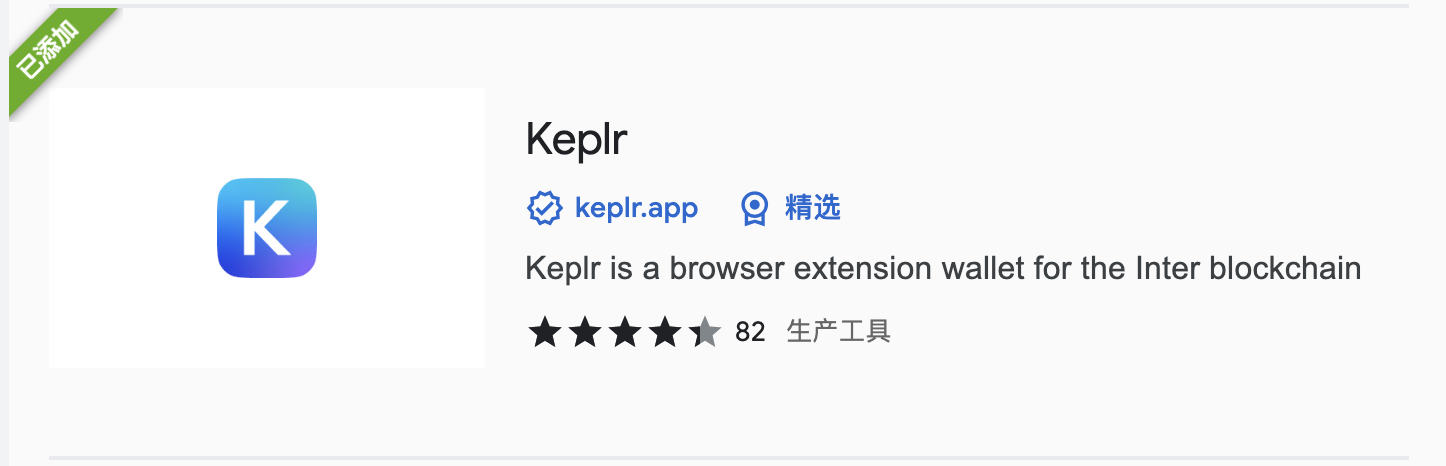 已添加
K
Keplr
keplr.app 精选
Keplr is a browser extension wallet for the Inter blockchain
82 生产工具